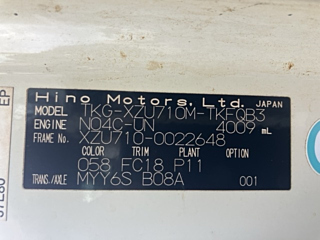 Hino Motors, Ltd. JAPAN
MODEL TKG-XZU710M-TKFQB3
ENGINE N04C-UN 4009 mL
FRAME No. XZU710-0022648
COLOR TRIM PLANT OPTION
058 FC18 P11
TRANS./AXLE MYY6S B08A 001
EP